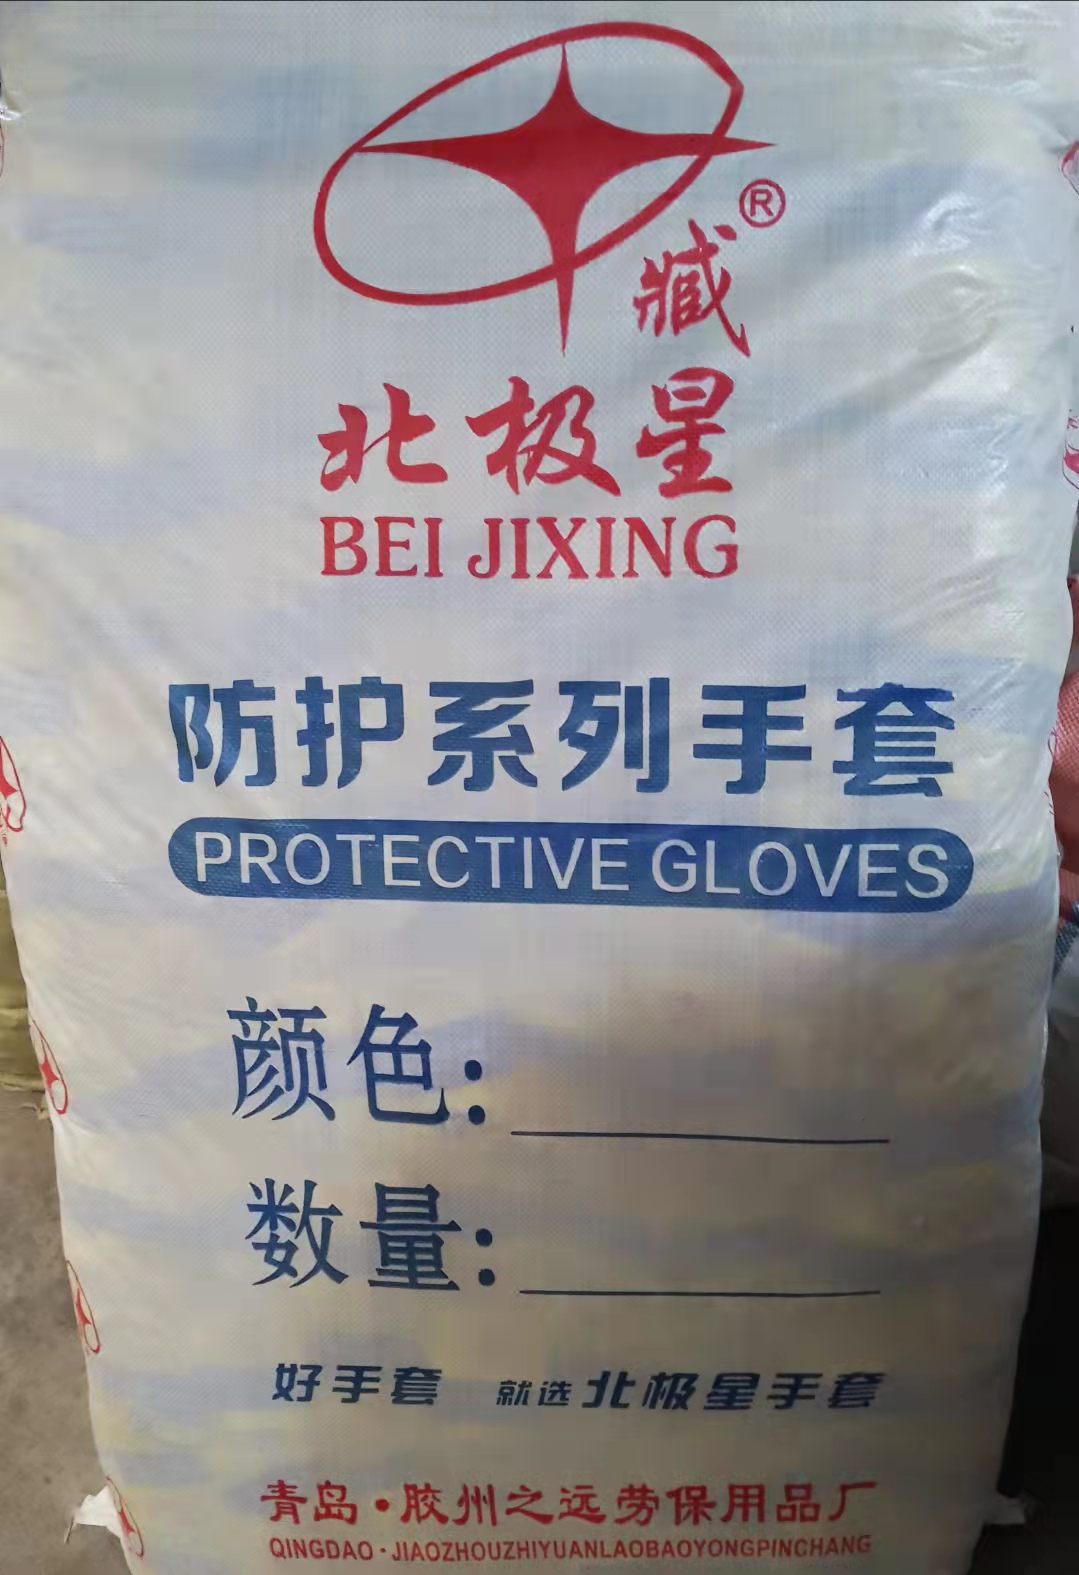 ®
臧
北极星
BEI JIXING
防护系列手套
PROTECTIVE GLOVES
颜色:
数量:
好手套 就选北极星手套
青岛·胶州之远劳保用品厂
QINGDAO·JIAOZHOUZHIYUANLAOBAOYONGPINCHANG